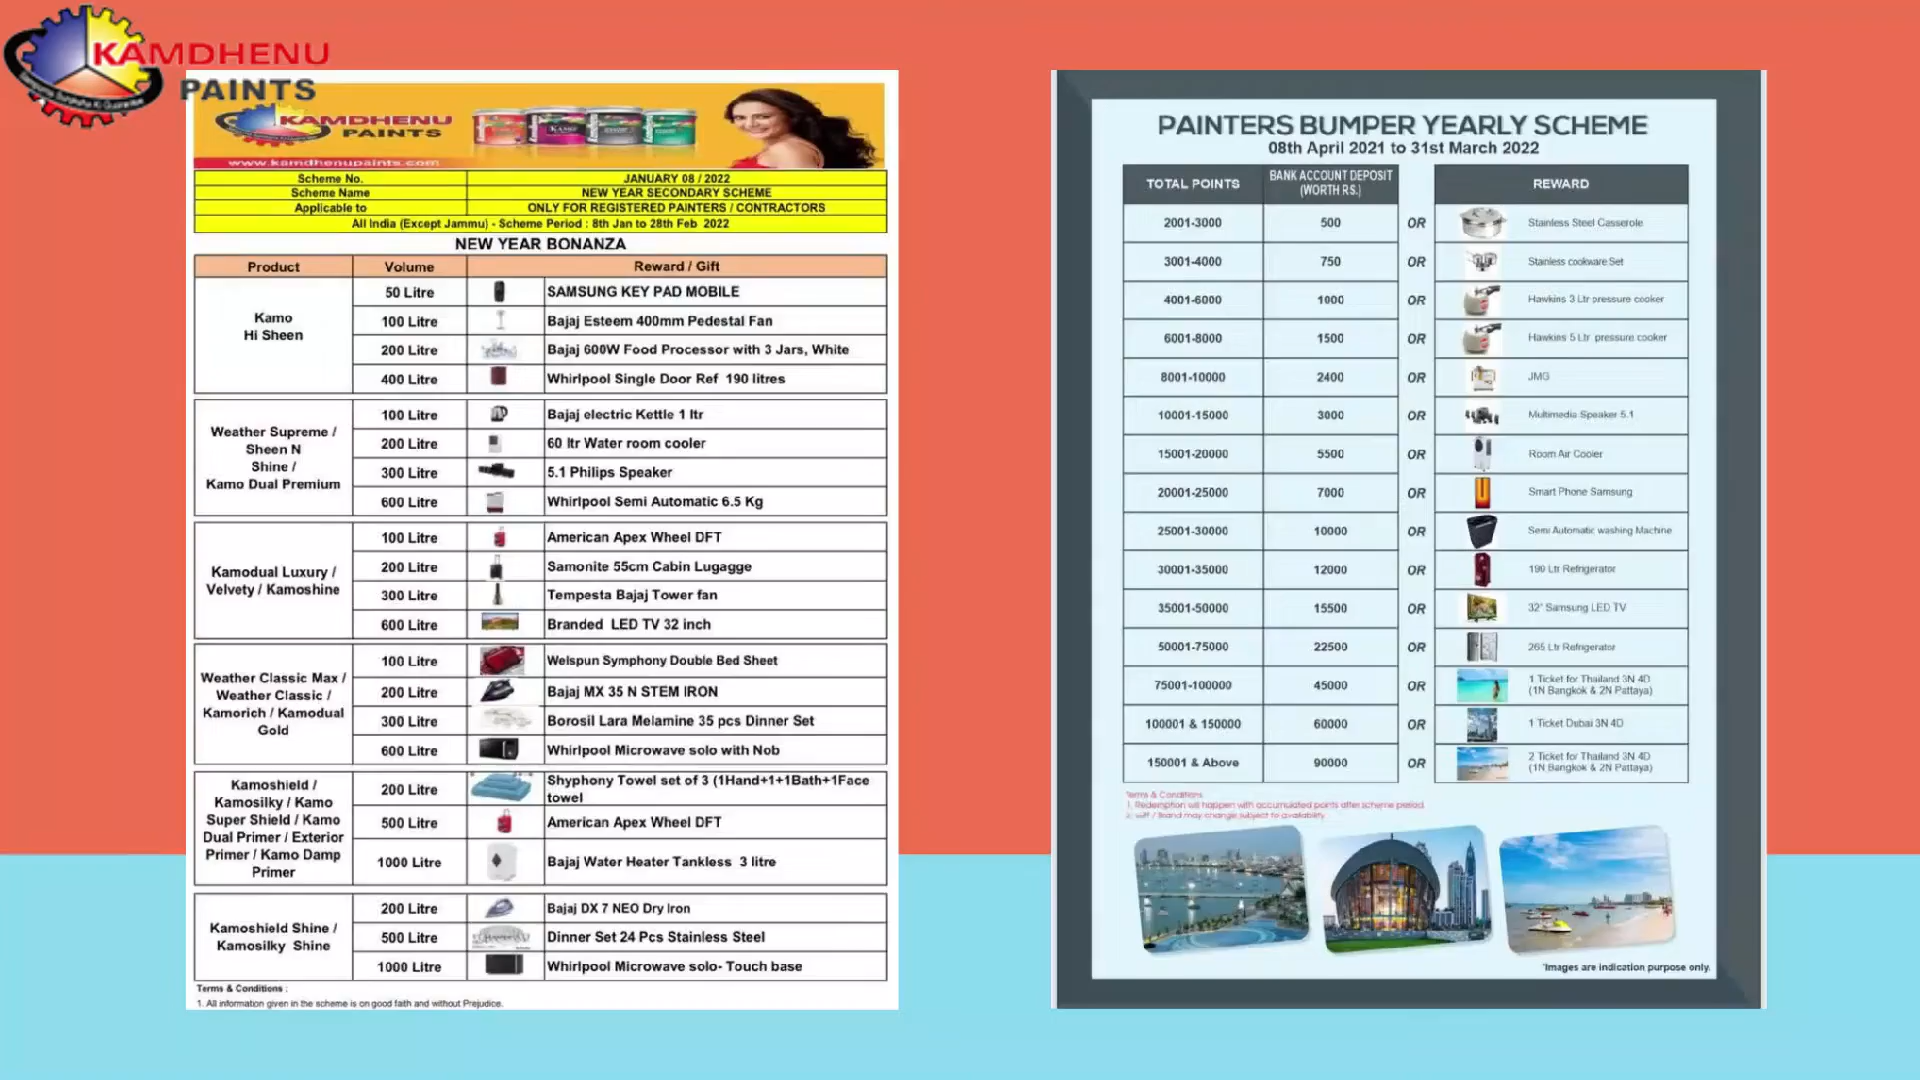 KAMDHENU
PAINTS
KAMDHENU
PAINTS
www.kamdhenupaints.com
Scheme No. JANUARY 08 / 2022
Scheme Name NEW YEAR SECONDARY SCHEME
Applicable to ONLY FOR REGISTERED PAINTERS / CONTRACTORS
All India (Except Jammu) - Scheme Period : 8th Jan to 28th Feb 2022
NEW YEAR BONANZA
Product Volume Reward / Gift
Kamo
Hi Sheen
50 Litre SAMSUNG KEY PAD MOBILE
100 Litre Bajaj Esteem 400mm Pedestal Fan
200 Litre Bajaj 600W Food Processor with 3 Jars, White
400 Litre Whirlpool Single Door Ref 190 litres
Weather Supreme /
Sheen N
Shine /
Kamo Dual Premium
100 Litre Bajaj electric Kettle 1 ltr
200 Litre 60 ltr Water room cooler
300 Litre 5.1 Philips Speaker
600 Litre Whirlpool Semi Automatic 6.5 Kg
Kamodual Luxury /
Velvety / Kamoshine
100 Litre American Apex Wheel DFT
200 Litre Samonite 55cm Cabin Lugagge
300 Litre Tempesta Bajaj Tower fan
600 Litre Branded LED TV 32 inch
Weather Classic Max /
Weather Classic /
Kamorich / Kamodual
Gold
100 Litre Welspun Symphony Double Bed Sheet
200 Litre Bajaj MX 35 N STEM IRON
300 Litre Borosil Lara Melamine 35 pcs Dinner Set
600 Litre Whirlpool Microwave solo with Nob
Kamoshield /
Kamosilky / Kamo
Super Shield / Kamo
Dual Primer / Exterior
Primer / Kamo Damp
Primer
200 Litre Shyphony Towel set of 3 (1Hand+1+1Bath+1Face
towel
500 Litre American Apex Wheel DFT
1000 Litre Bajaj Water Heater Tankless 3 litre
Kamoshield Shine /
Kamosilky Shine
200 Litre Bajaj DX 7 NEO Dry Iron
500 Litre Dinner Set 24 Pcs Stainless Steel
1000 Litre Whirlpool Microwave solo- Touch base
Terms & Conditions :
1. All information given in the scheme is on good faith and without Prejudice.
PAINTERS BUMPER YEARLY SCHEME
08th April 2021 to 31st March 2022
TOTAL POINTS BANK ACCOUNT DEPOSIT
(WORTH RS.) REWARD
2001-3000 500 OR Stainless Steel Casserole
3001-4000 750 OR Stanless cookware Set
4001-6000 1000 OR Hawkins 3 Ltr pressure cooker
6001-8000 1500 OR Hawkins 5 Ltr pressure cooker
8001-10000 2400 OR JMG
10001-15000 3000 OR Multimedia Speaker 5.1
15001-20000 5500 OR Room Air Cooler
20001-25000 7000 OR Smart Phone Samsung
25001-30000 10000 OR Semi Automatic washing Machine
30001-35000 12000 OR 190 Ltr Refrigerator
35001-50000 15500 OR 32" Samsung LED TV
50001-75000 22500 OR 265 Ltr Refrigerator
75001-100000 45000 OR 1 Ticket for Thailand 3N 4D
(1N Bangkok & 2N Pattaya)
100001 & 150000 60000 OR 1 Ticket Dubai 3N 4D
150001 & Above 90000 OR 2 Ticket for Thailand 3N 4D
(1N Bangkok & 2N Pattaya)
Terms & Conditions
1. Redemption will happen with accumulated points after scheme period.
2. Gift / Brand may change subject to availability
*Images are indication purpose only.